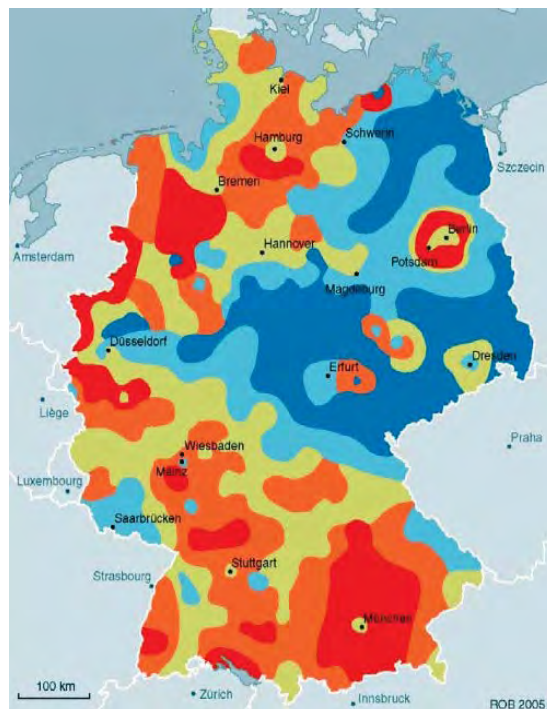 Kiel
Hamburg
Schwerin
Szczecin
Bremen
Berlin
Hannover
Amsterdam
Potsdam
Magdeburg
Düsseldorf
Dresden
Erfurt
Liège
Praha
Wiesbaden
Mainz
Luxembourg
Saarbrücken
Stuttgart
Strasbourg
München
100 km
Zürich
Innsbruck
ROB 2005